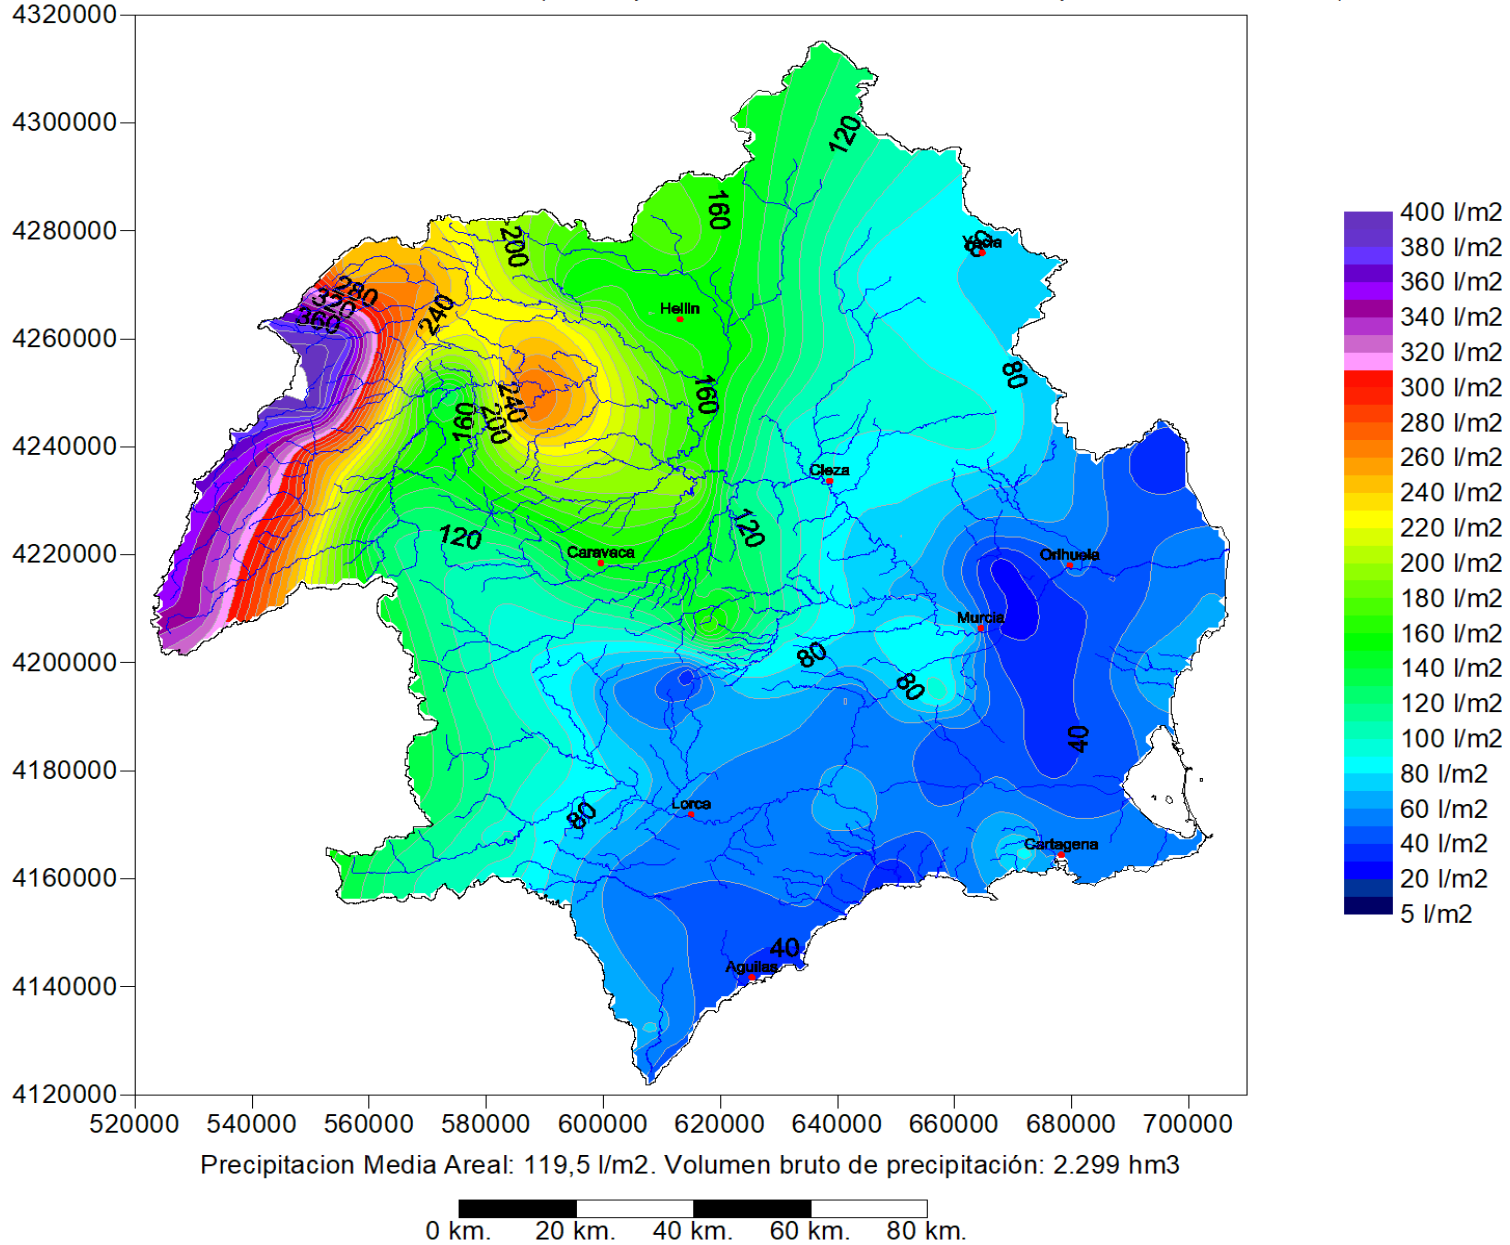 4320000
4300000
4280000
4260000
4240000
4220000
4200000
4180000
4160000
4140000
4120000
520000 540000 560000 580000 600000 620000 640000 660000 680000 700000
120
160
200
80
Yecla
280
320
360
240
Hellin
80
240
160
200
160
Cieza
120
120
Caravaca
Orihuela
Murcia
80
80
40
80
Lorca
Cartagena
40
Aguilas
400 l/m2
380 l/m2
360 l/m2
340 l/m2
320 l/m2
300 l/m2
280 l/m2
260 l/m2
240 l/m2
220 l/m2
200 l/m2
180 l/m2
160 l/m2
140 l/m2
120 l/m2
100 l/m2
80 l/m2
60 l/m2
40 l/m2
20 l/m2
5 l/m2
Precipitacion Media Areal: 119,5 l/m2. Volumen bruto de precipitación: 2.299 hm3
0 km. 20 km. 40 km. 60 km. 80 km.